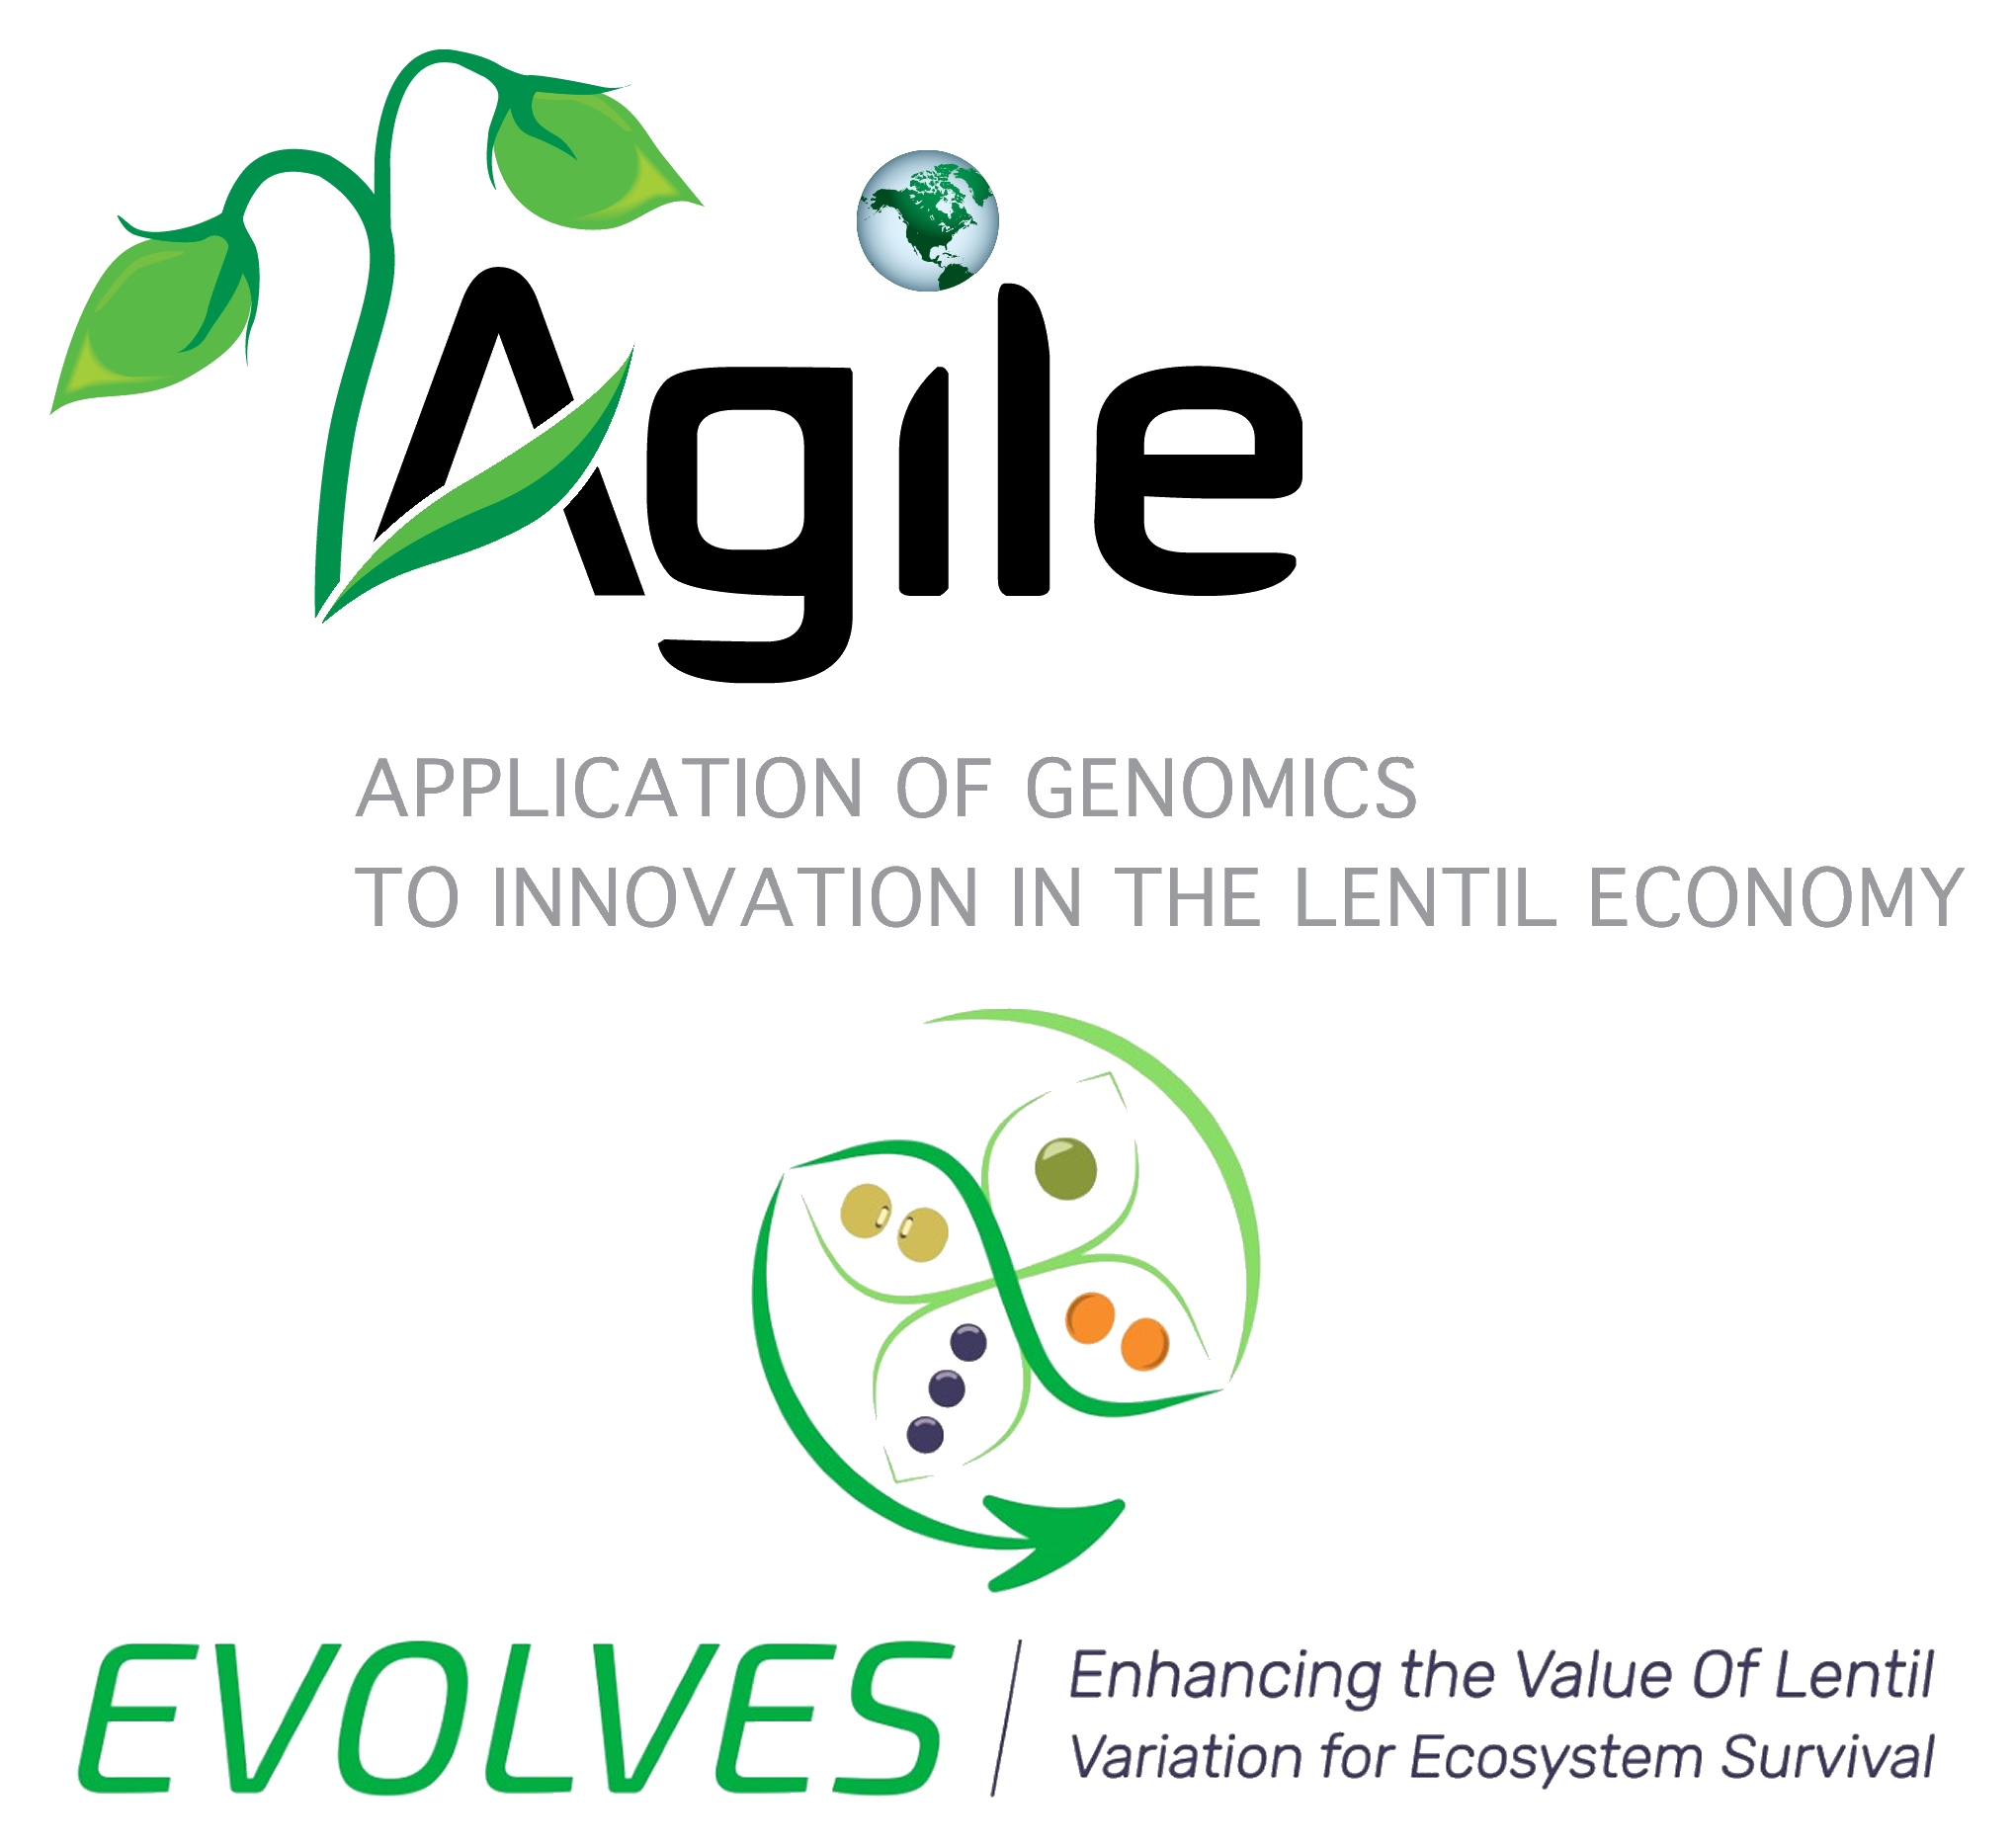 Agile
APPLICATION OF GENOMICS
TO INNOVATION IN THE LENTIL ECONOMY
EVOLVES
Enhancing the Value Of Lentil
Variation for Ecosystem Survival